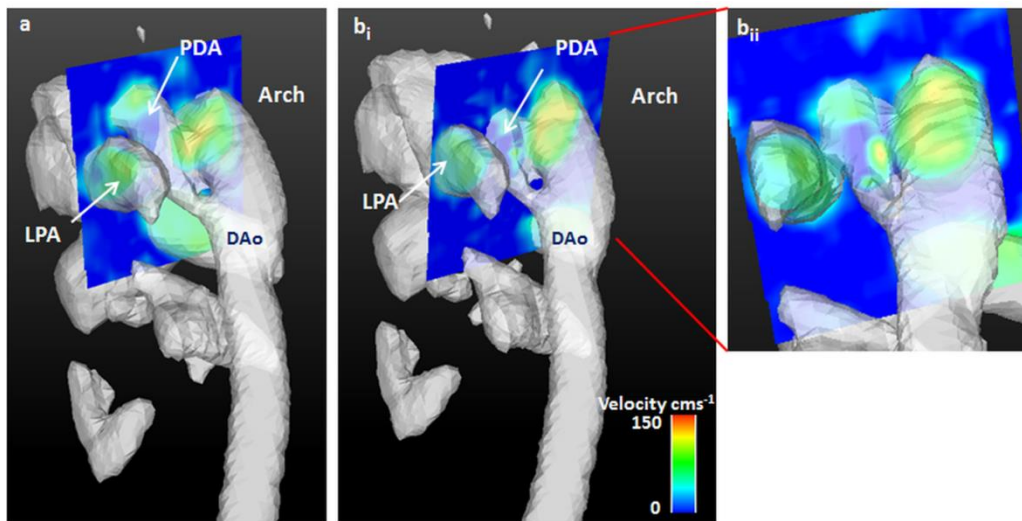 a
PDA
Arch
LPA
DAo
bi
PDA
Arch
LPA
DAo
Velocity cms-1
150
0
bii